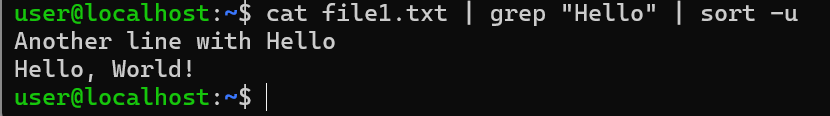 user@localhost:~$ cat file1.txt | grep "Hello" | sort -u
Another line with Hello
Hello, World!
user@localhost:~$